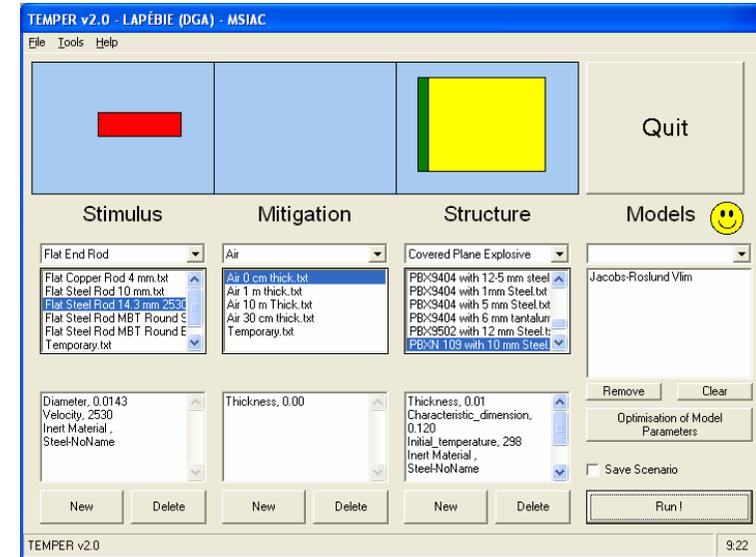 TEMPER v2.0 - LAPÉBIE (DGA) - MSIAC
File Tools Help
Quit
Stimulus
Mitigation
Structure
Models
Flat End Rod
Air
Covered Plane Explosive
Flat Copper Rod 4 mm.txt
Flat Steel Rod 10 mm.txt
Flat Steel Rod 14.3 mm 2530
Flat Steel Rod MBT Round
Flat Steel Rod MBT Round
Temporary.txt
Air 0 cm thick.txt
Air 1 m thick.txt
Air 10 m Thick.txt
Air 30 cm thick.txt
Temporary.txt
PBX9404 with 12-5 mm steel
PBX9404 with 1mm Steel.txt
PBX9404 with 5 mm Steel.txt
PBX9404 with 6 mm tantalum
PBX9502 with 12 mm Steel.t
PBXN 109 with 10 mm Steel.
Jacobs-Roslund Vlim
Remove
Clear
Diameter, 0.0143
Velocity, 2530
Inert Material ,
Steel-NoName
Thickness, 0.00
Thickness, 0.01
Characteristic_dimension,
0.120
Initial_temperature, 298
Inert Material ,
Steel-NoName
Optimisation of Model
Parameters
Save Scenario
New
Delete
New
Delete
New
Delete
Run !
TEMPER v2.0
9:22